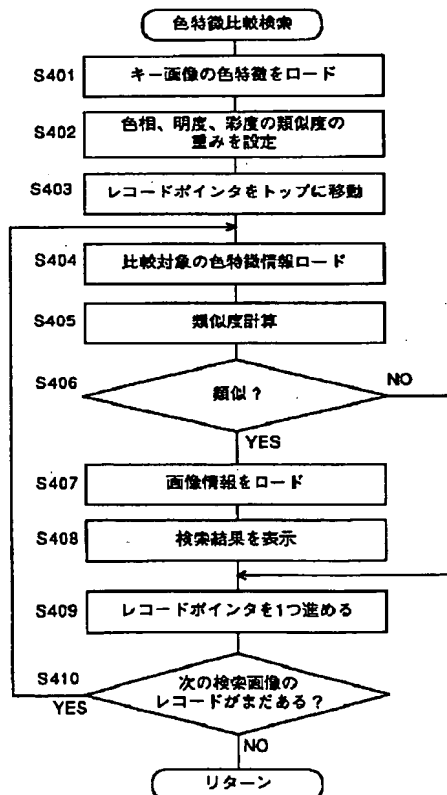 色特徴比較検索
S401
キー画像の色特徴をロード
S402
色相、明度、彩度の類似度の
重みを設定
S403
レコードポインタをトップに移動
S404
比較対象の色特徴情報ロード
S405
類似度計算
S406
類似？
NO
YES
S407
画像情報をロード
S408
検索結果を表示
S409
レコードポインタを1つ進める
S410
次の検索画像の
レコードがまだある？
YES
NO
リターン